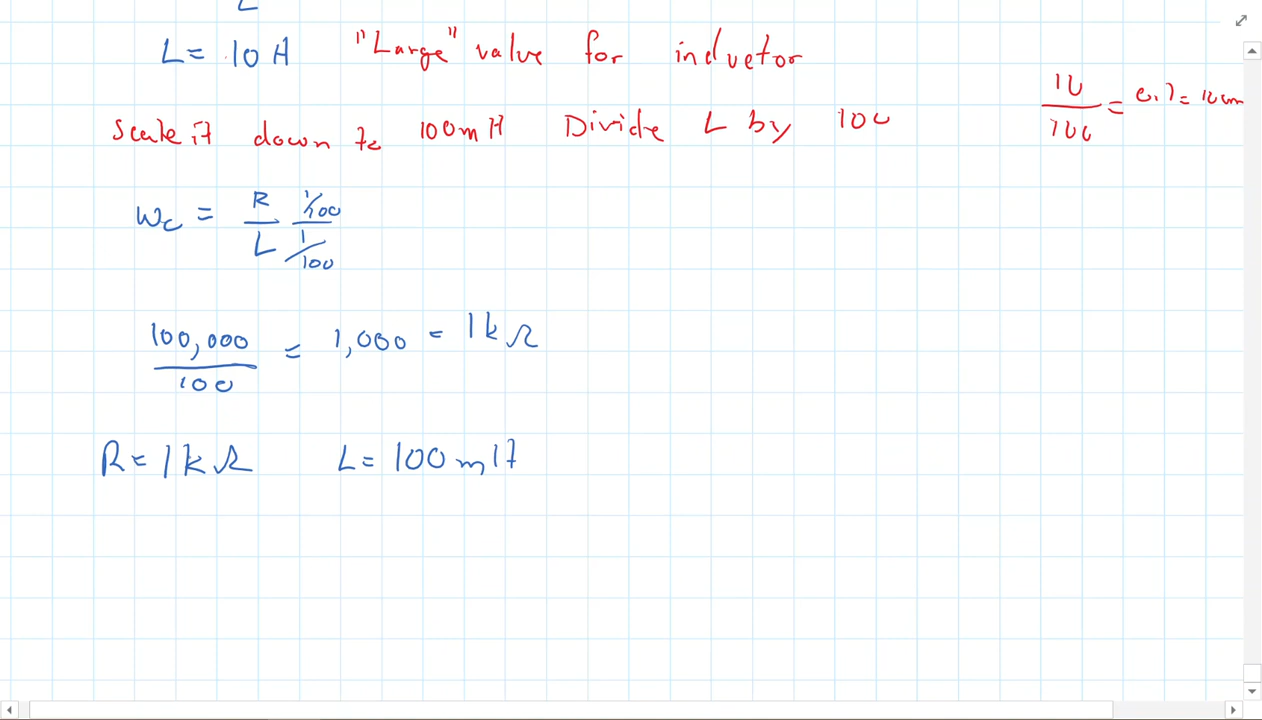 L
L = 10 H "Large" value for inductor
Scale it down to 100mH Divide L by 100
10/100 = 0.1 = 100m
Wc = R/L (1/100)/(1/100)
100,000/100 = 1,000 = 1kΩ
R = 1kΩ L = 100mH